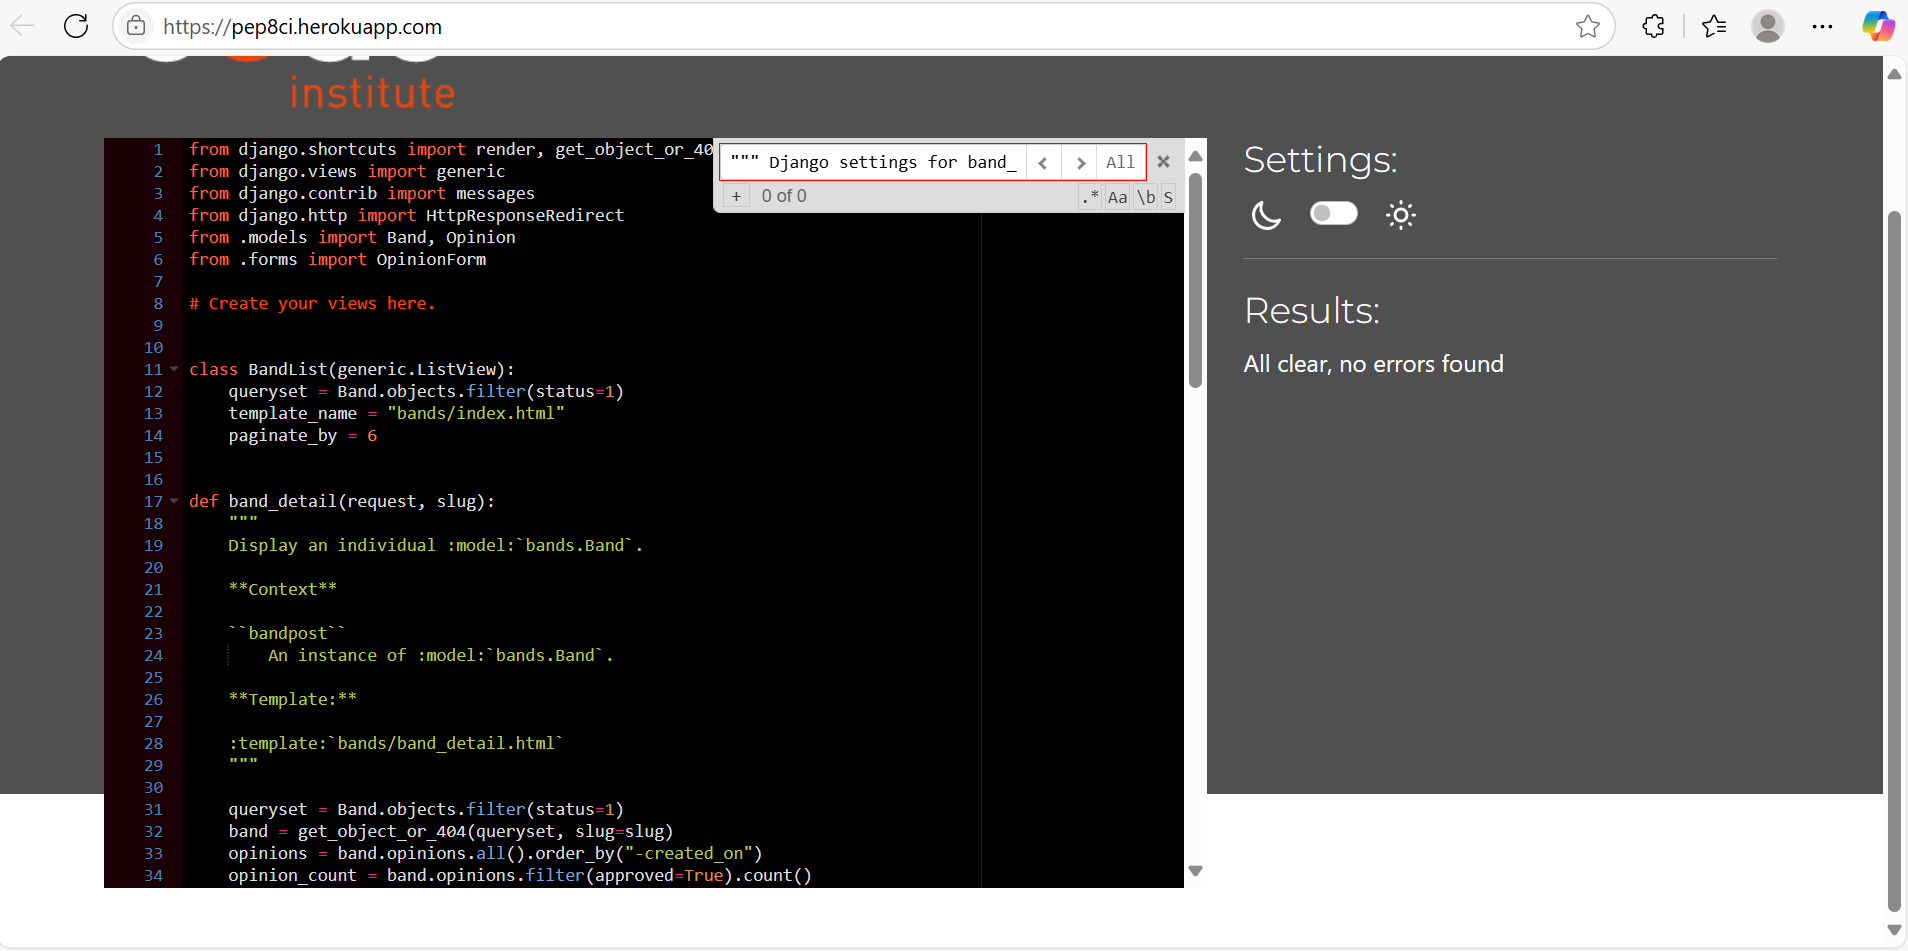 https://pep8ci.herokuapp.com
institute
1 from django.shortcuts import render, get_object_or_40
2 from django.views import generic
3 from django.contrib import messages
4 from django.http import HttpResponseRedirect
5 from .models import Band, Opinion
6 from .forms import OpinionForm
7
8 # Create your views here.
9
10
11 class BandList(generic.ListView):
12     queryset = Band.objects.filter(status=1)
13     template_name = "bands/index.html"
14     paginate_by = 6
15
16
17 def band_detail(request, slug):
18     """
19     Display an individual :model:`bands.Band`.
20
21     **Context**
22
23     ``bandpost``
24         An instance of :model:`bands.Band`.
25
26     **Template:**
27
28     :template:`bands/band_detail.html`
29     """
30
31     queryset = Band.objects.filter(status=1)
32     band = get_object_or_404(queryset, slug=slug)
33     opinions = band.opinions.all().order_by("-created_on")
34     opinion_count = band.opinions.filter(approved=True).count()
""" Django settings for band_
All
+ 0 of 0 .* Aa \b S
Settings:
Results:
All clear, no errors found